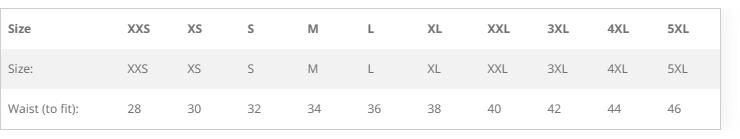 Size XXS XS S M L XL XXL 3XL 4XL 5XL
Size: XXS XS S M L XL XXL 3XL 4XL 5XL
Waist (to fit): 28 30 32 34 36 38 40 42 44 46